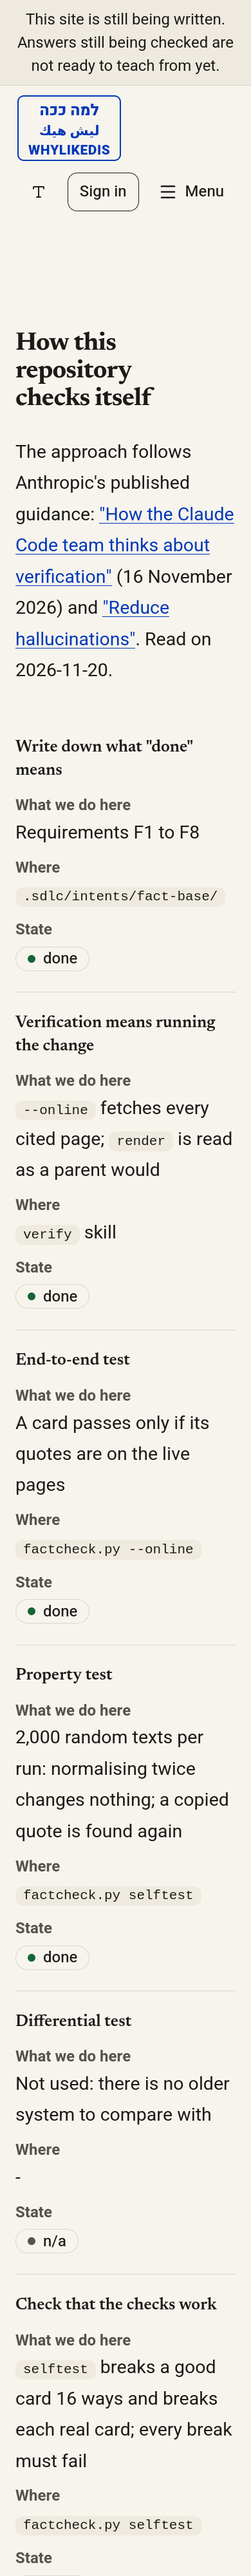 This site is still being written.
Answers still being checked are
not ready to teach from yet.
למה ככה
ليش هيك
WHYLIKEDIS
Sign in
Menu
How this
repository
checks itself
The approach follows
Anthropic's published
guidance: "How the Claude
Code team thinks about
verification" (16 November
2026) and "Reduce
hallucinations". Read on
2026-11-20.
Write down what "done"
means
What we do here
Requirements F1 to F8
Where
.sdlc/intents/fact-base/
State
done
Verification means running
the change
What we do here
--online fetches every
cited page; render is read
as a parent would
Where
verify skill
State
done
End-to-end test
What we do here
A card passes only if its
quotes are on the live
pages
Where
factcheck.py --online
State
done
Property test
What we do here
2,000 random texts per
run: normalising twice
changes nothing; a copied
quote is found again
Where
factcheck.py selftest
State
done
Differential test
What we do here
Not used: there is no older
system to compare with
Where
-
State
n/a
Check that the checks work
What we do here
selftest breaks a good
card 16 ways and breaks
each real card; every break
must fail
Where
factcheck.py selftest
State